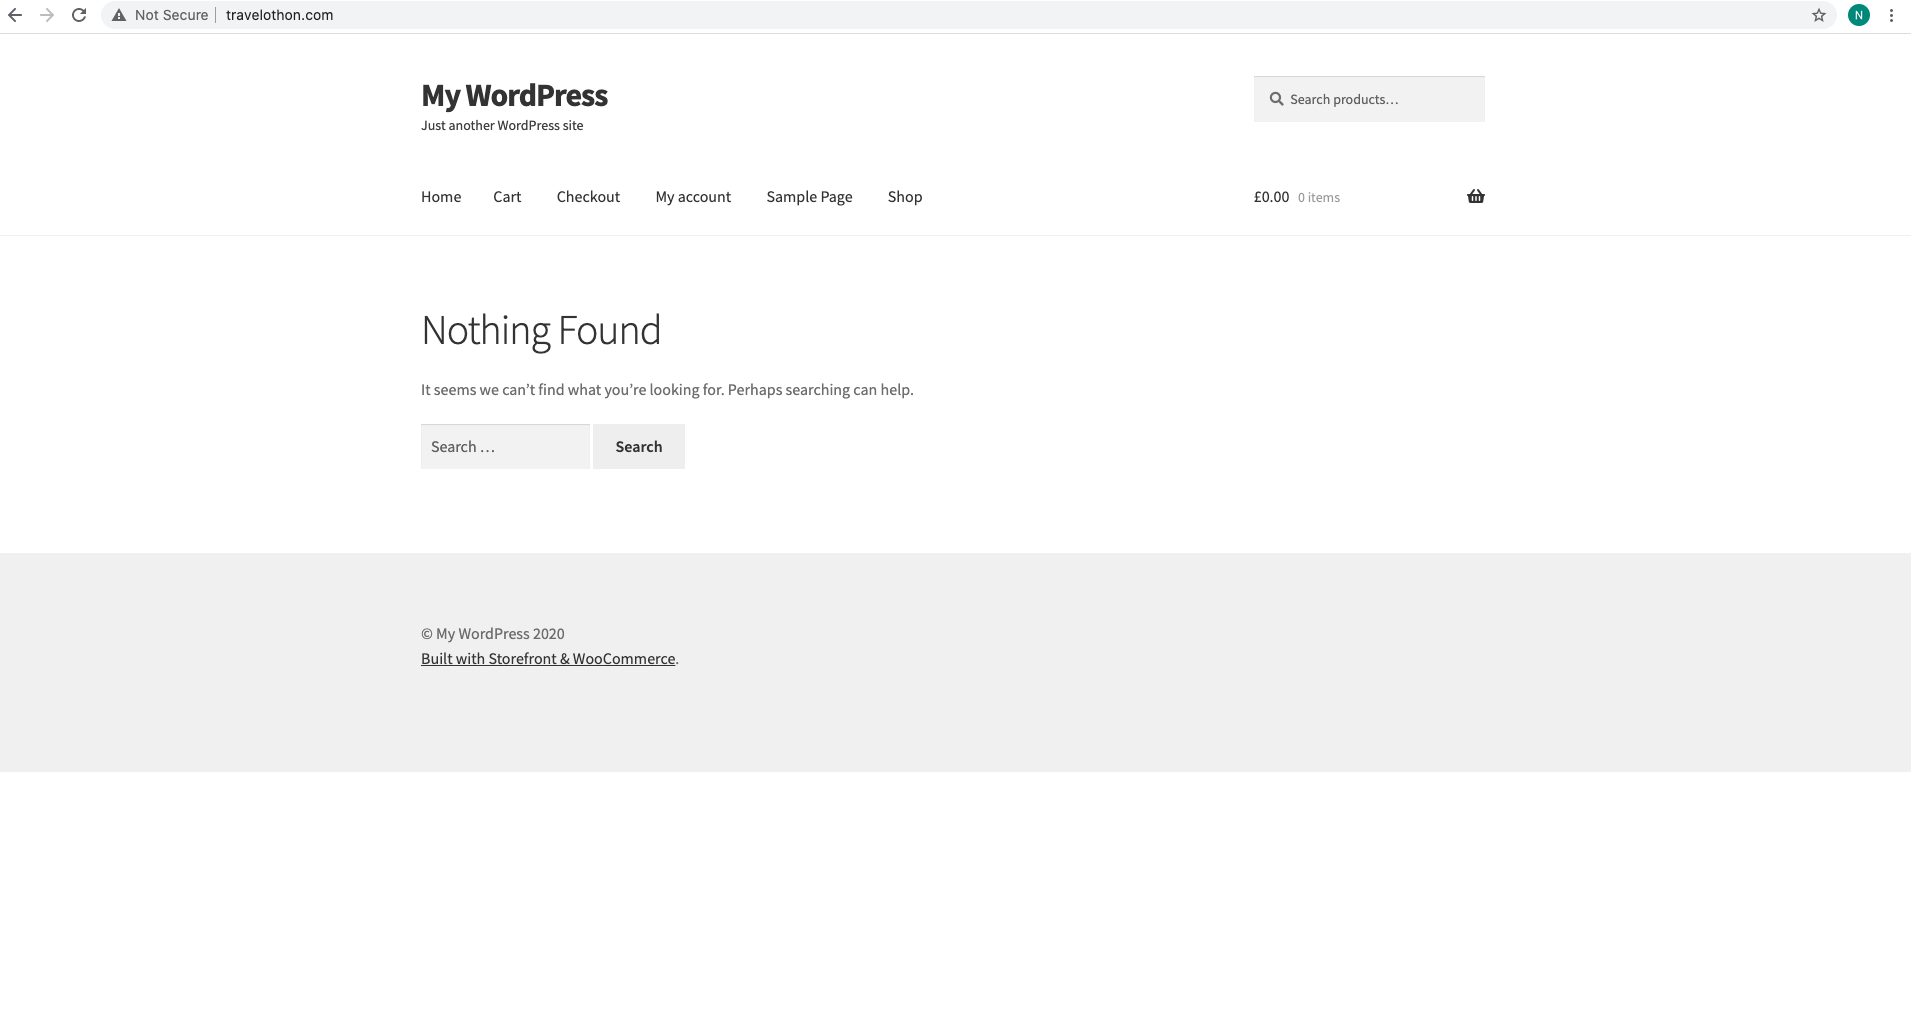 Not Secure travelothon.com
N
My WordPress
Just another WordPress site
Search products…
Home Cart Checkout My account Sample Page Shop £0.00 0 items
Nothing Found
It seems we can’t find what you’re looking for. Perhaps searching can help.
Search … Search
© My WordPress 2020
Built with Storefront & WooCommerce.